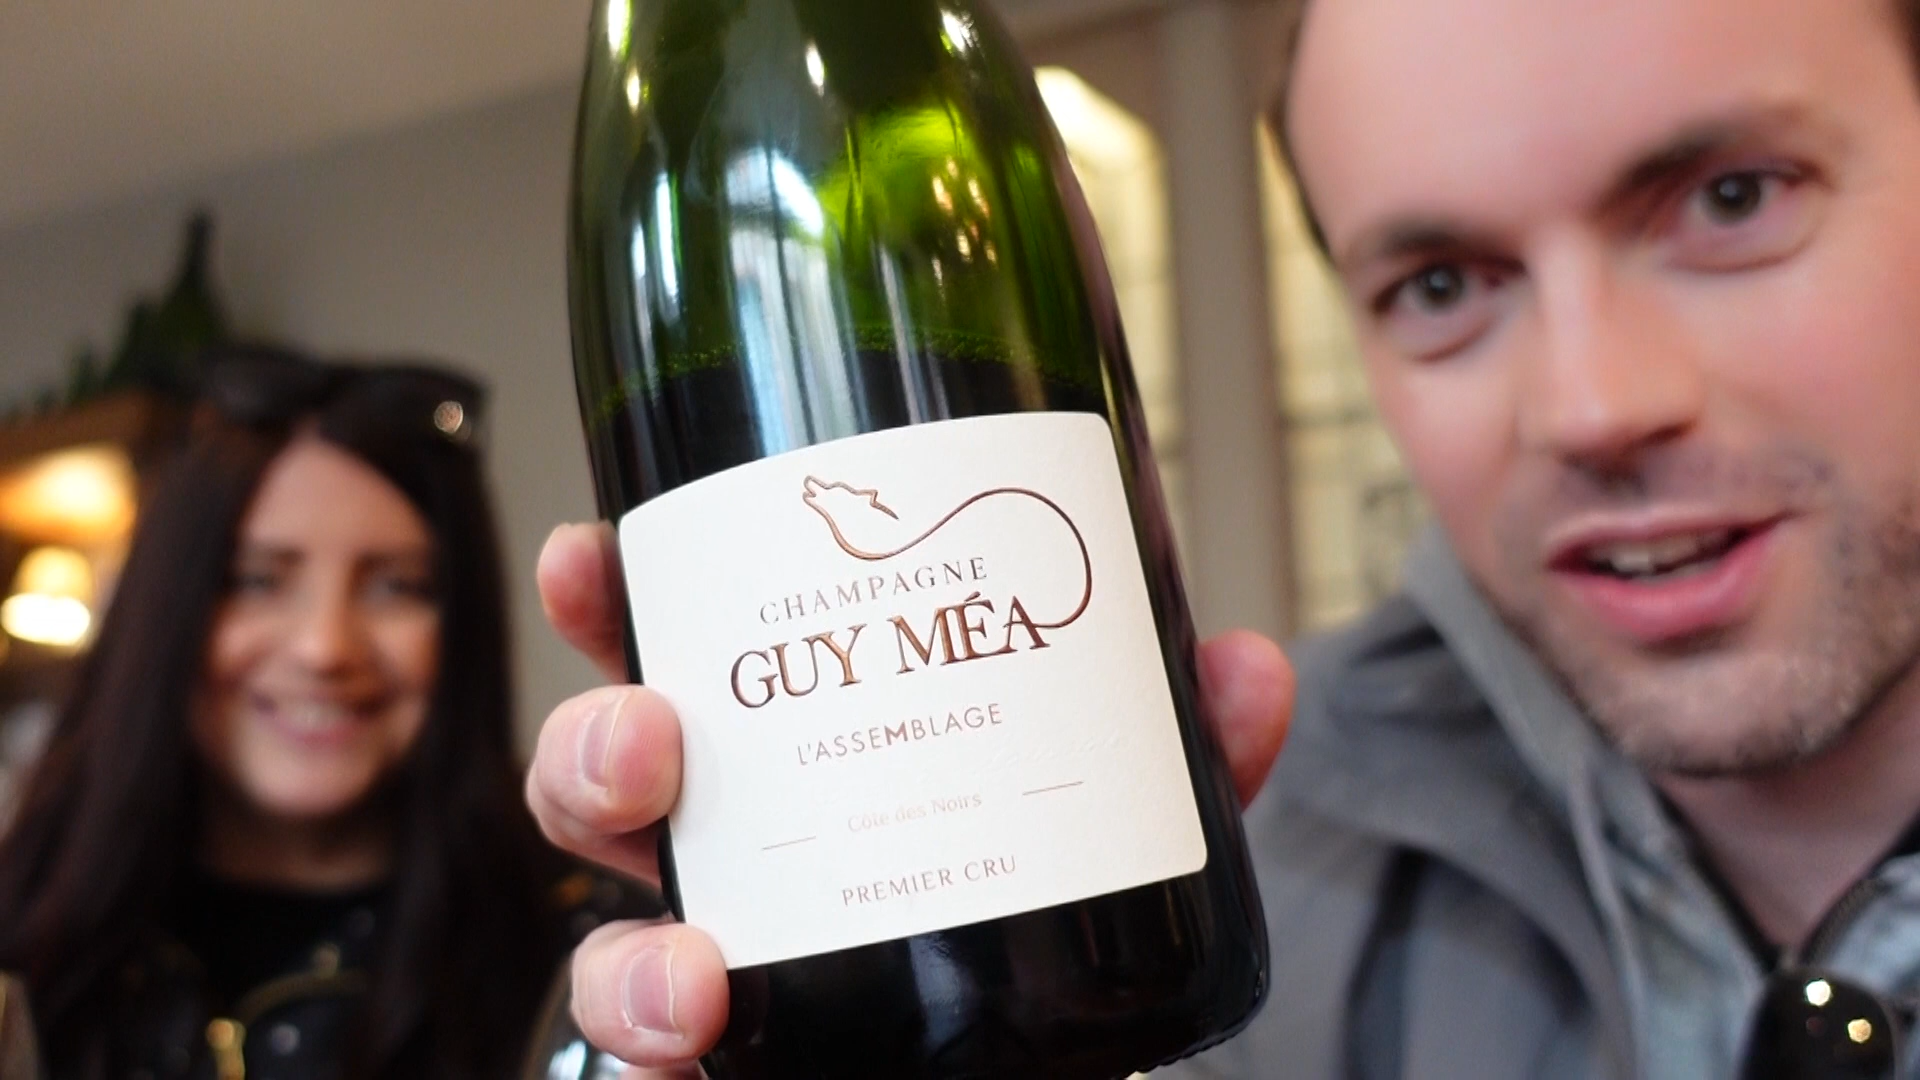 CHAMPAGNE
GUY MÉA
L'ASSEMBLAGE
Côte des Noirs
PREMIER CRU